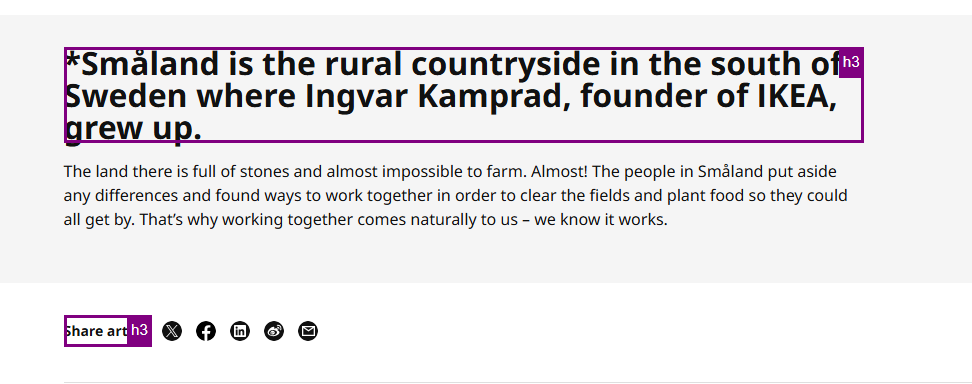 *Småland is the rural countryside in the south of
h3
Sweden where Ingvar Kamprad, founder of IKEA,
grew up.
The land there is full of stones and almost impossible to farm. Almost! The people in Småland put aside
any differences and found ways to work together in order to clear the fields and plant food so they could
all get by. That’s why working together comes naturally to us – we know it works.
Share art
h3